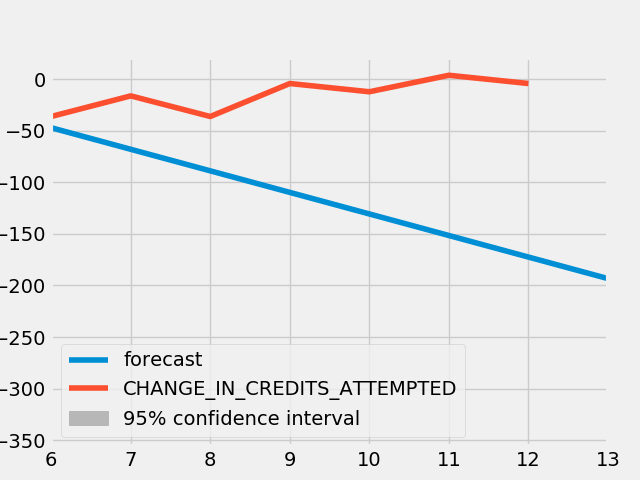 0
−50
−100
−150
−200
−250
−300
−350
forecast
CHANGE_IN_CREDITS_ATTEMPTED
95% confidence interval
6 7 8 9 10 11 12 13